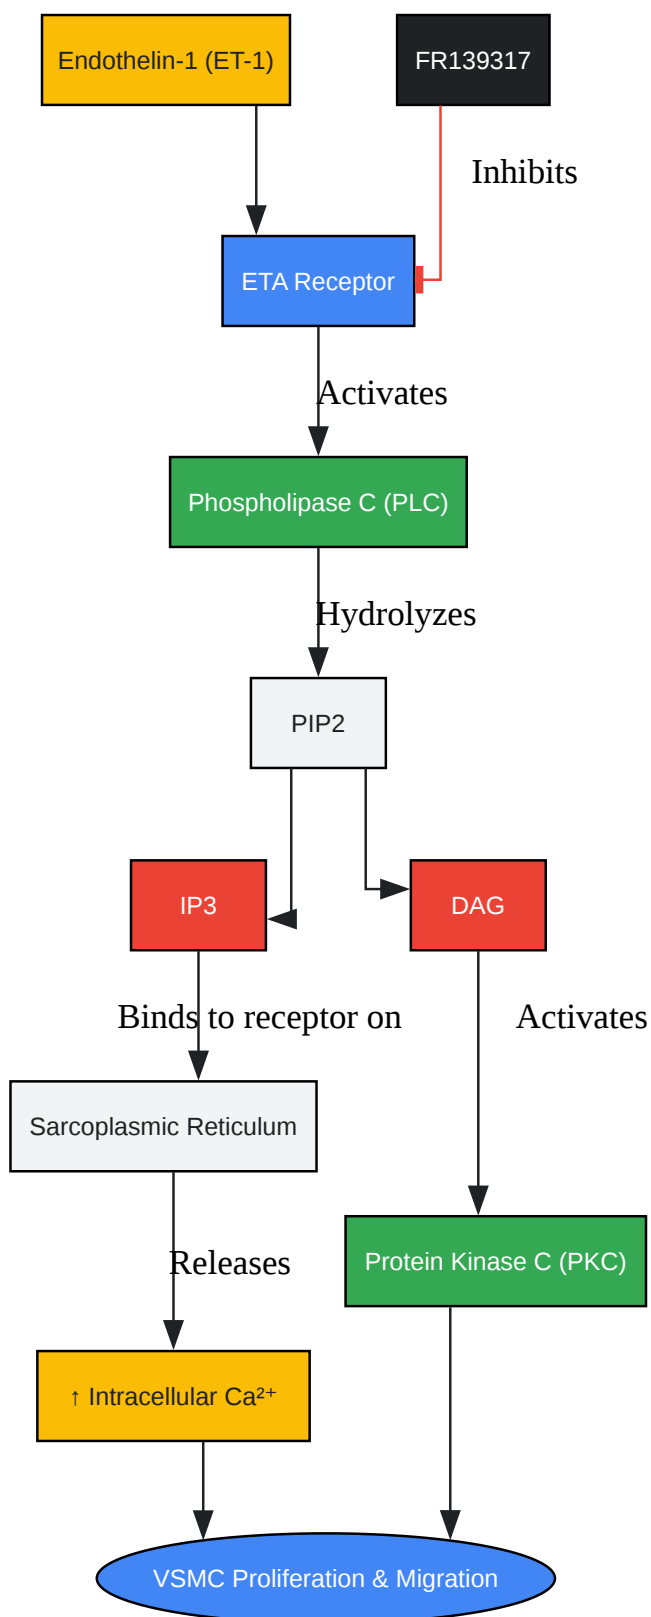 Endothelin-1 (ET-1)
FR139317
Inhibits
ETA Receptor
Activates
Phospholipase C (PLC)
Hydrolyzes
PIP2
IP3
DAG
Binds to receptor on
Activates
Sarcoplasmic Reticulum
Releases
Protein Kinase C (PKC)
↑ Intracellular Ca²⁺
VSMC Proliferation & Migration